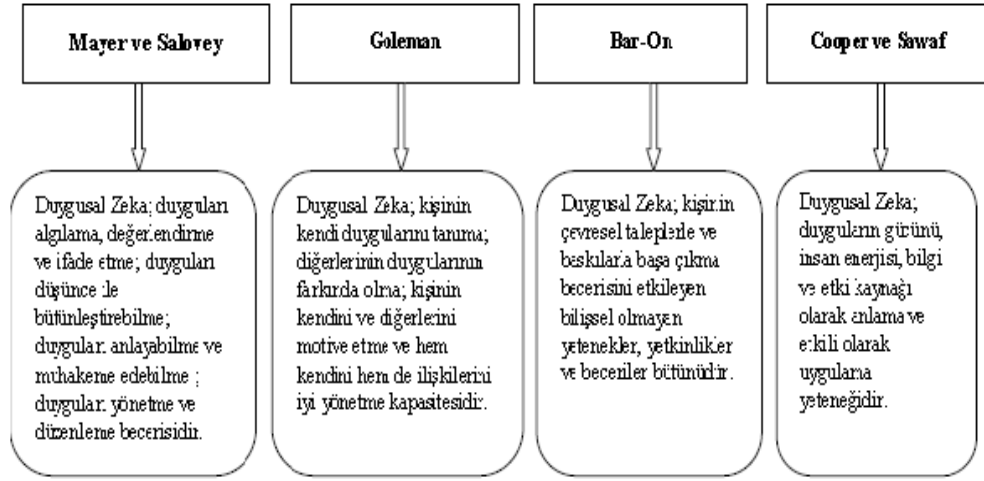 Mayer ve Salovey
Goleman
Bar-On
Cooper ve Sawaf
Duygusal Zeka; duyguları
algılama, değerlendirme
ve ifade etme; duyguları
düşünce ile
bütünleştirebilme;
duyguları anlayabilme ve
muhakeme edebilme ;
duyguları yönetme ve
düzenleme becerisidir.
Duygusal Zeka; kişinin
kendi duygularını tanıma;
diğerlerinin duygularının
farkında olma; kişinin
kendini ve diğerlerini
motive etme ve hem
kendini hem de ilişkilerini
iyi yönetme kapasitesidir.
Duygusal Zeka; kişinin
çevresel taleplerle ve
baskılarla başa çıkma
becerisini etkileyen
bilişsel olmayan
yetenekler, yetkinlikler
ve beceriler bütünüdür.
Duygusal Zeka;
duyguların gücünü,
insan enerjisi, bilgi
ve etki kaynağı
olarak anlama ve
etkili olarak
uygulama
yeteneğidir.